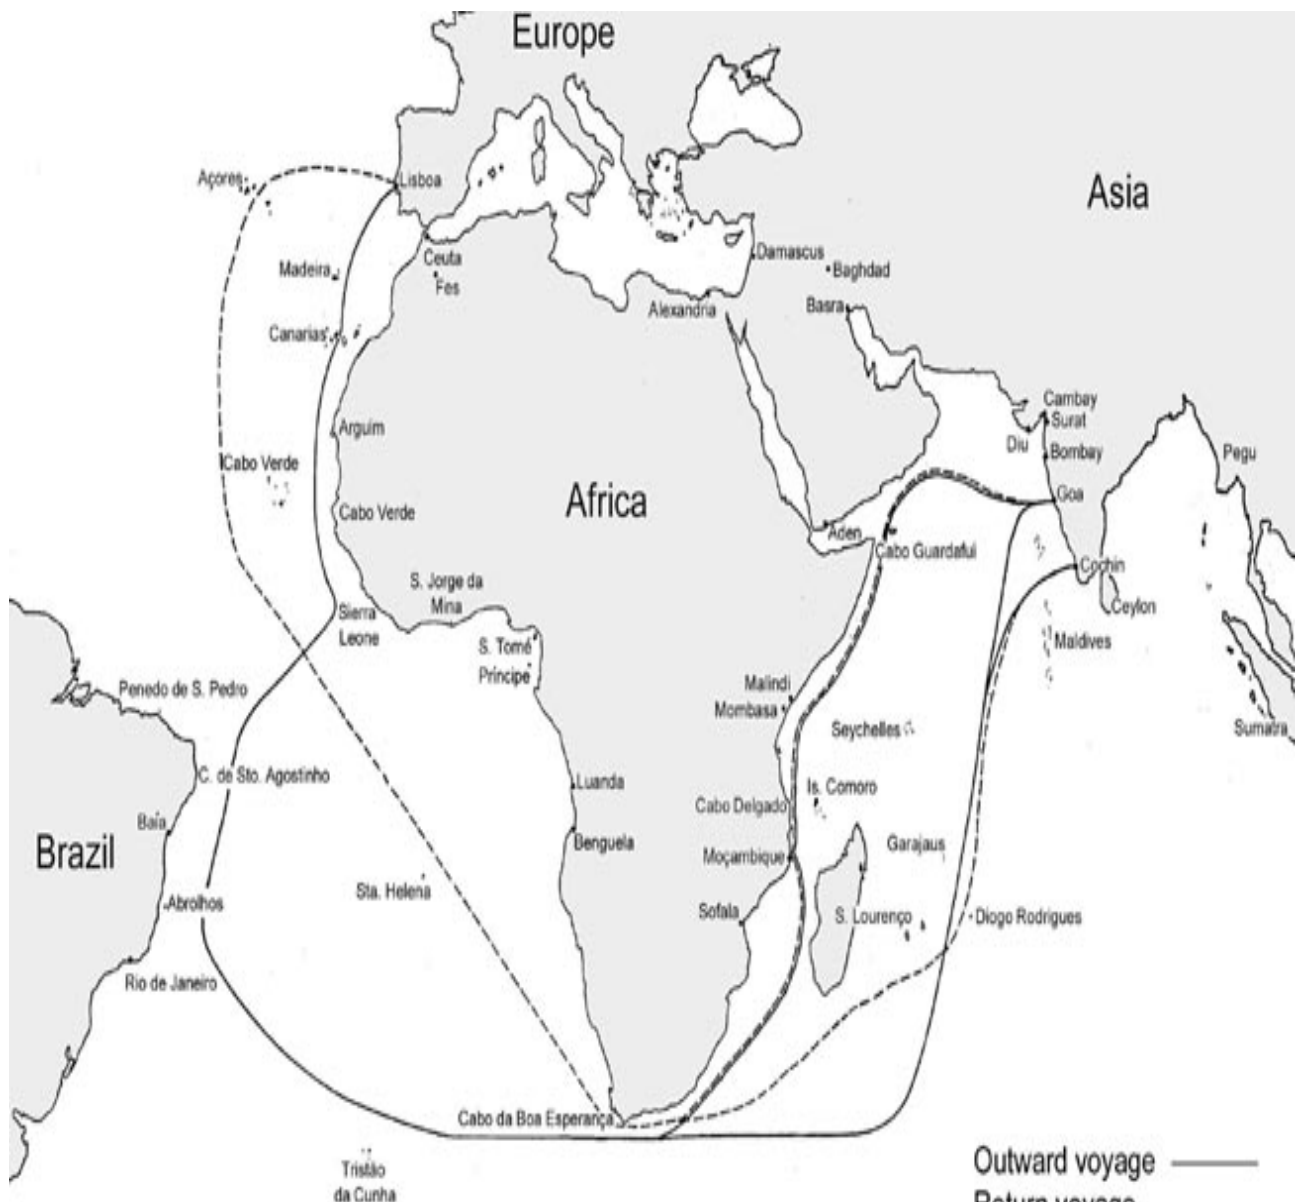 Europe
Asia
Açores
Lisboa
Ceuta
Fes
Madeira
Canarias
Damascus
Baghdad
Basra
Alexandria
Arguim
Cabo Verde
Cabo Verde
Africa
Aden
Cabo Guardafui
Cambay
Surat
Diu
Bombay
Goa
Pegu
Cochin
Ceylon
Maldives
Sumatra
S. Jorge da
Mina
Sierra
Leone
S. Tomé
Príncipe
Penedo de S. Pedro
C. de Sto. Agostinho
Malindi
Mombasa
Seychelles
Is. Comoro
Cabo Delgado
Luanda
Benguela
Baía
Brazil
Moçambique
Garajaus
Abrolhos
Sta. Helena
Sofala
S. Lourenço
Diogo Rodrigues
Rio de Janeiro
Cabo da Boa Esperança
Tristão
da Cunha
Outward voyage
Return voyage